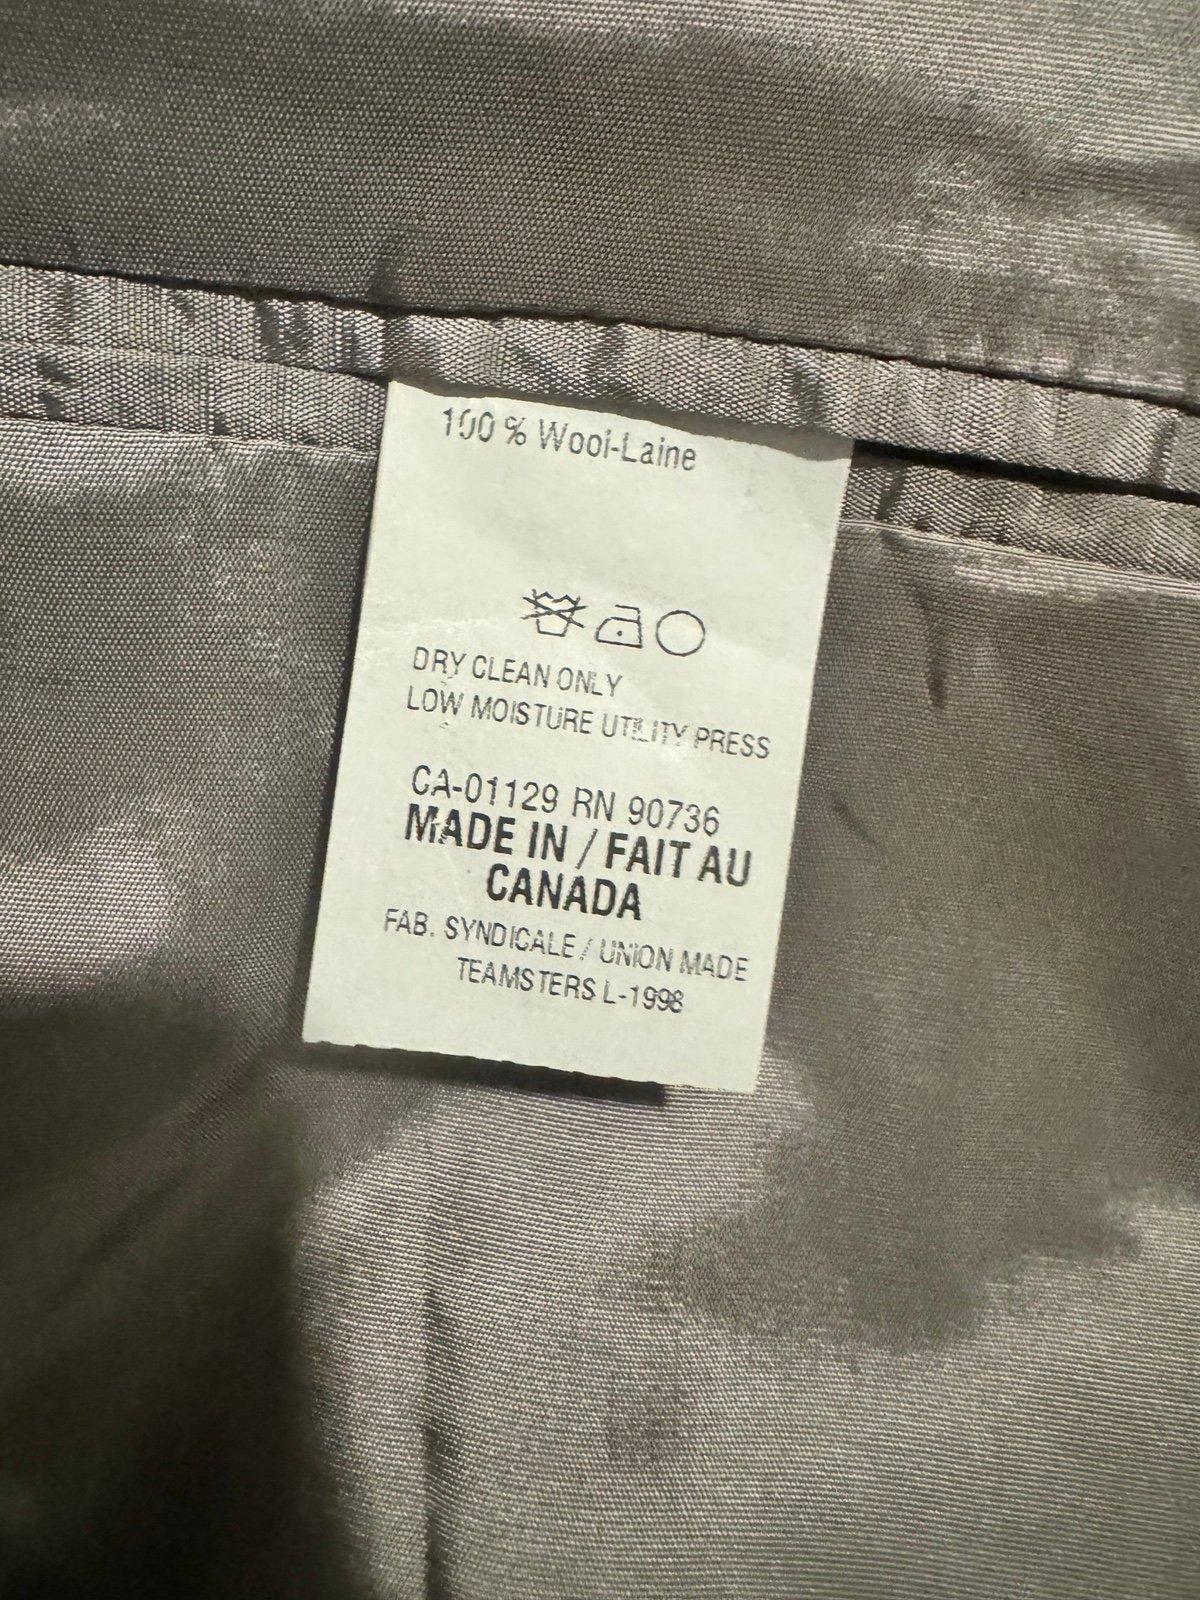 100 % Wool-Laine
DRY CLEAN ONLY
LOW MOISTURE UTILITY PRESS
CA-01129 RN 90736
MADE IN / FAIT AU
CANADA
FAB. SYNDICALE / UNION MADE
TEAMSTERS L-1998